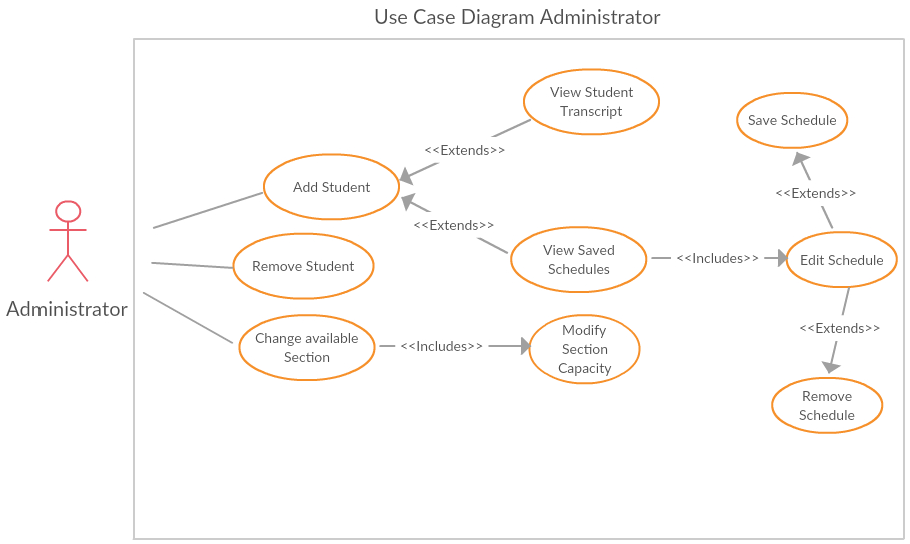 Use Case Diagram Administrator
View Student
Transcript
Save Schedule
<<Extends>>
Add Student
<<Extends>>
<<Extends>>
View Saved
Schedules
<<Includes>>
Edit Schedule
Remove Student
Administrator
<<Extends>>
Change available
Section
<<Includes>>
Modify
Section
Capacity
Remove
Schedule